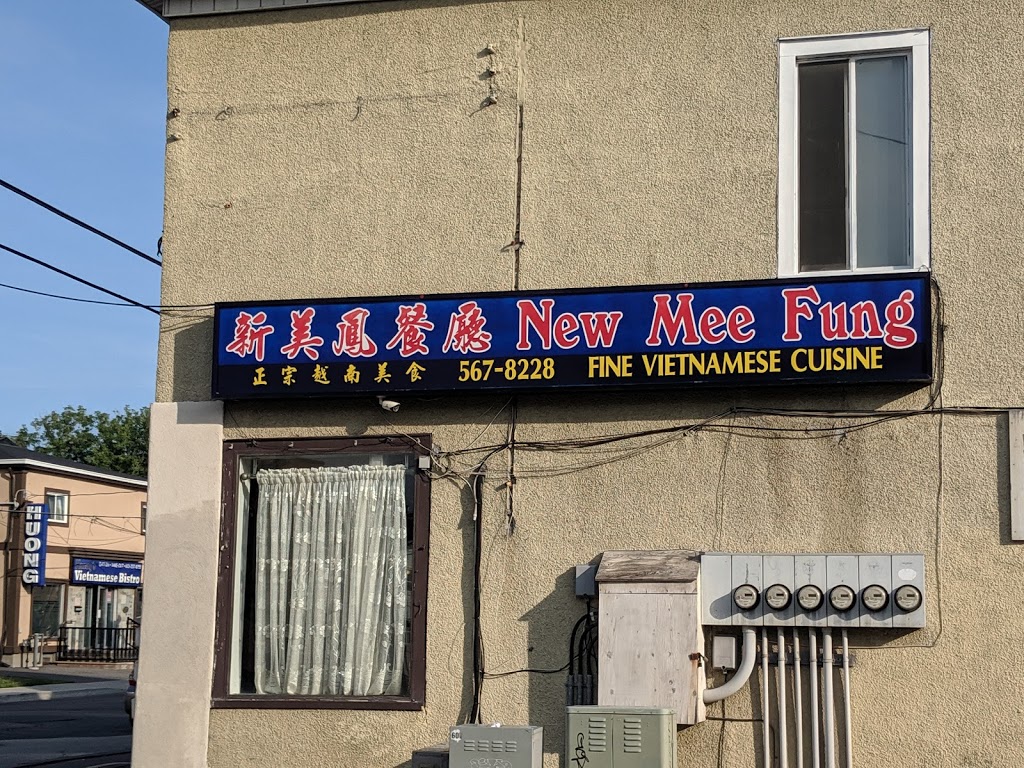 新美鳳餐廳 New Mee Fung
正宗越南美食 567-8228 FINE VIETNAMESE CUISINE
HUONG
Vietnamese Bistro